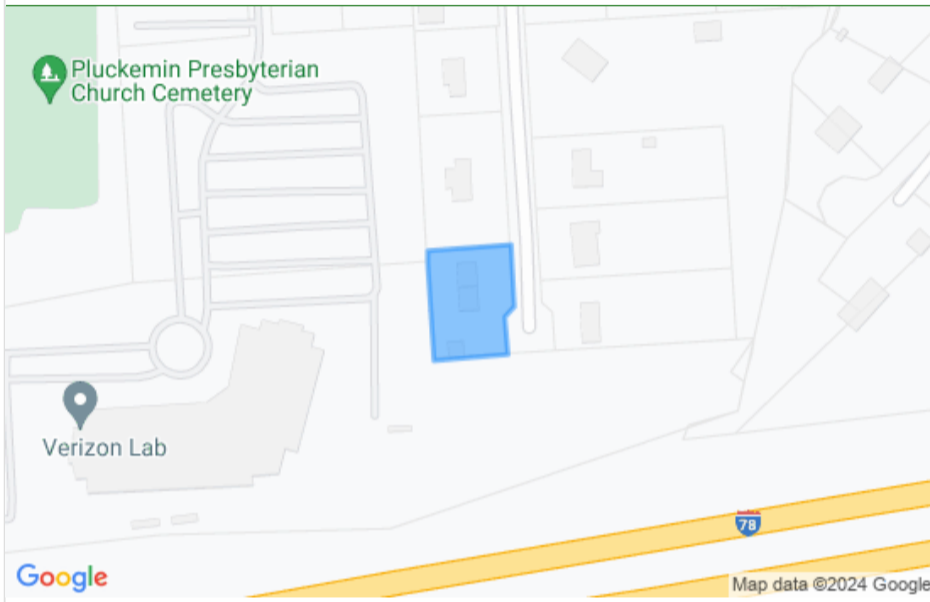 Pluckemin Presbyterian
Church Cemetery
Verizon Lab
78
Google
Map data ©2024 Google